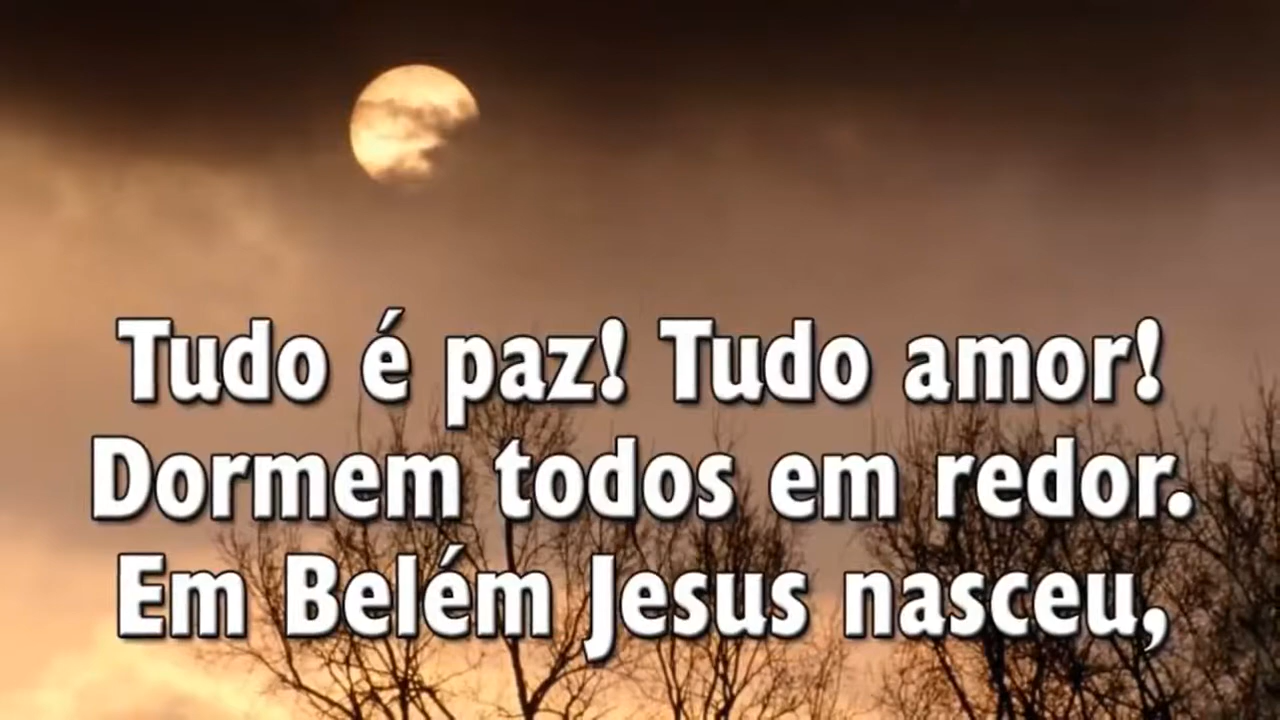 Tudo é paz! Tudo amor!
Dormem todos em redor.
Em Belém Jesus nasceu,